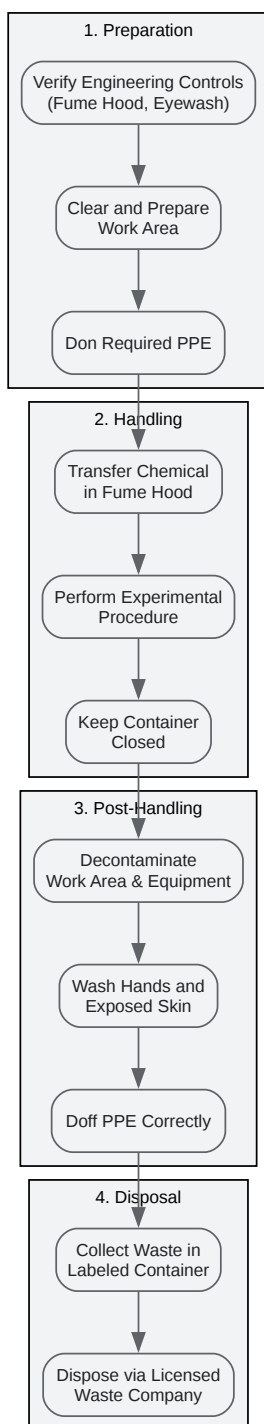 1. Preparation
Verify Engineering Controls
(Fume Hood, Eyewash)
Clear and Prepare
Work Area
Don Required PPE
2. Handling
Transfer Chemical
in Fume Hood
Perform Experimental
Procedure
Keep Container
Closed
3. Post-Handling
Decontaminate
Work Area & Equipment
Wash Hands and
Exposed Skin
Doff PPE Correctly
4. Disposal
Collect Waste in
Labeled Container
Dispose via Licensed
Waste Company